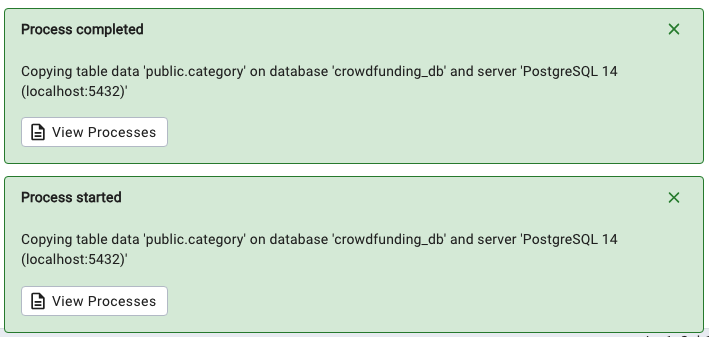 Process completed
Copying table data 'public.category' on database 'crowdfunding_db' and server 'PostgreSQL 14
(localhost:5432)'
View Processes
Process started
Copying table data 'public.category' on database 'crowdfunding_db' and server 'PostgreSQL 14
(localhost:5432)'
View Processes